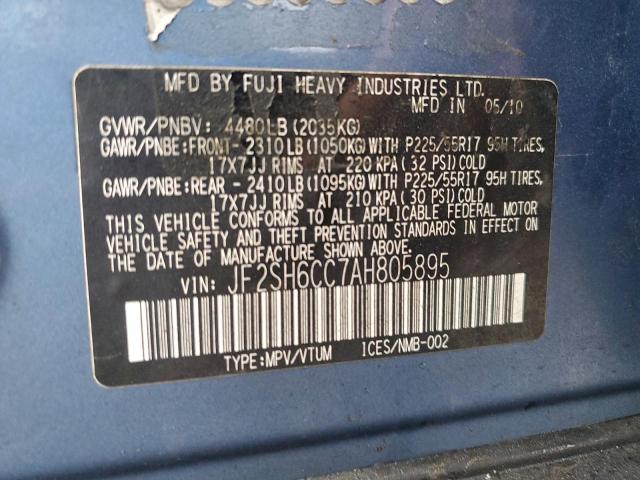 MFD BY FUJI HEAVY INDUSTRIES LTD.
MFD IN 05/10
GVWR/PNBV: 4480LB (2035KG)
GAWR/PNBE:FRONT- 2310LB (1050KG) WITH P225/55R17 95H TIRES,
17X7JJ RIMS AT 220 KPA ( 32 PSI) COLD
GAWR/PNBE:REAR - 2410LB (1095KG) WITH P225/55R17 95H TIRES,
17X7JJ RIMS AT 210 KPA ( 30 PSI) COLD
THIS VEHICLE CONFORMS TO ALL APPLICABLE FEDERAL MOTOR
VEHICLE SAFETY AND THEFT PREVENTION STANDARDS IN EFFECT ON
THE DATE OF MANUFACTURE SHOWN ABOVE.
VIN: JF2SH6CC7AH805895
TYPE:MPV/VTUM ICES/NMB-002